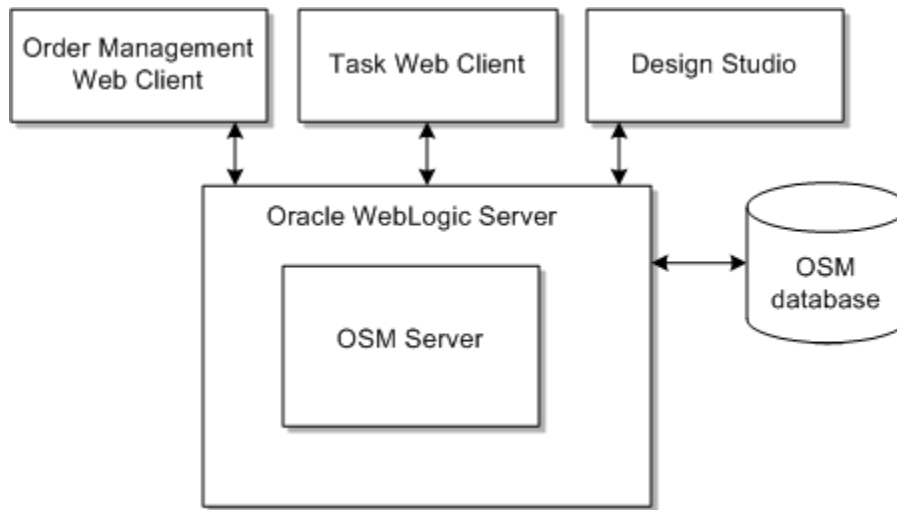 Order Management
Web Client
Task Web Client
Design Studio
Oracle WebLogic Server
OSM Server
OSM
database